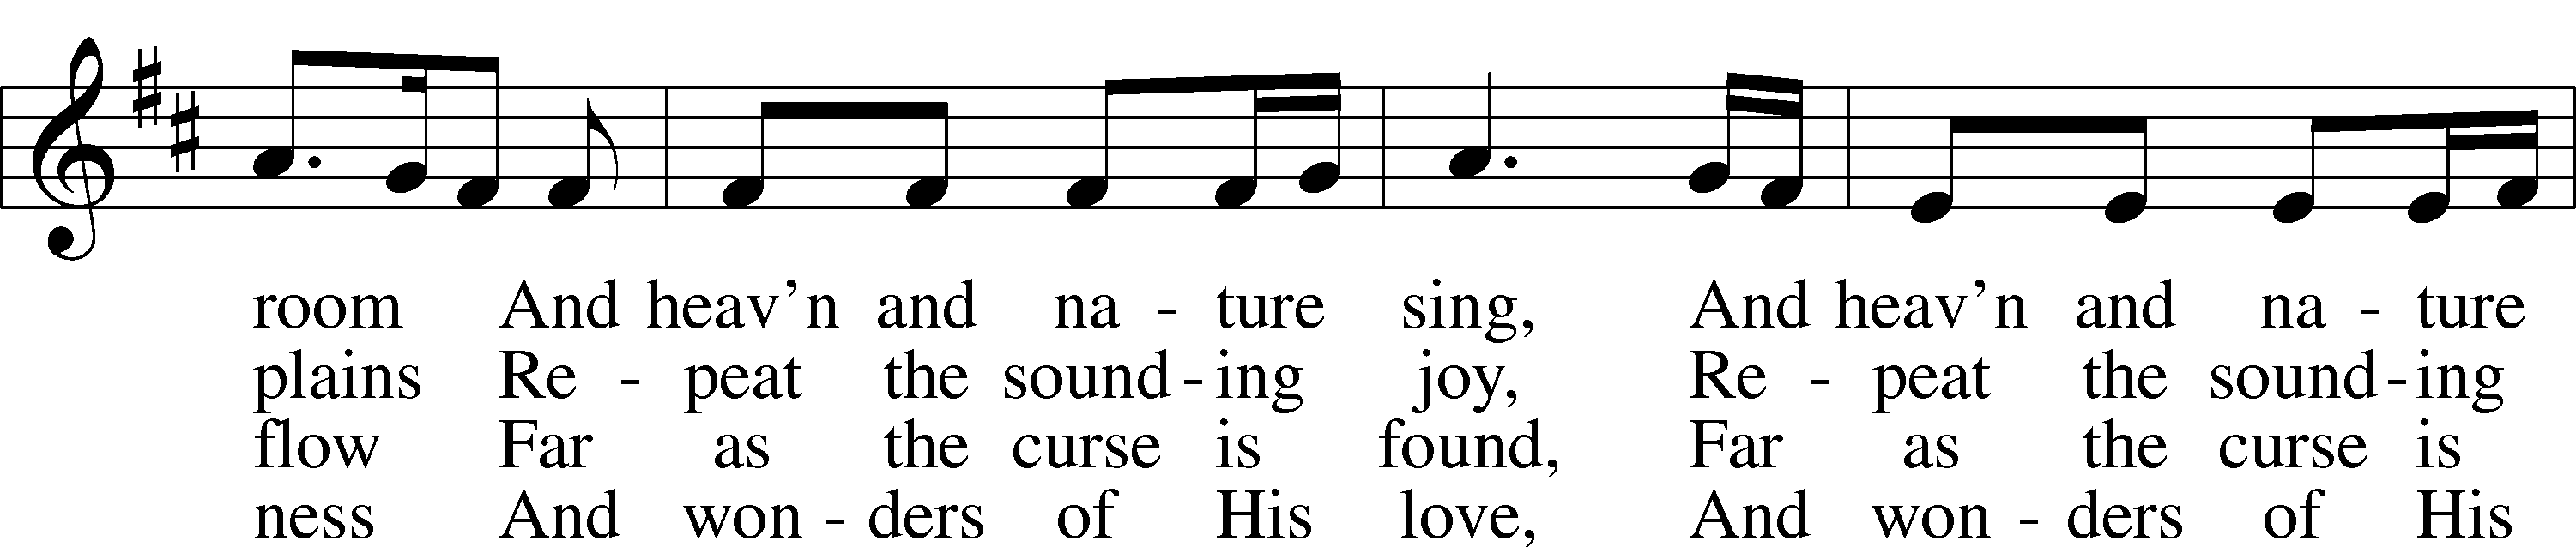 room And heav’n and na - ture sing, And heav’n and na - ture
plains Re - peat the sound - ing joy, Re - peat the sound - ing
flow Far as the curse is found, Far as the curse is
ness And won - ders of His love, And won - ders of His